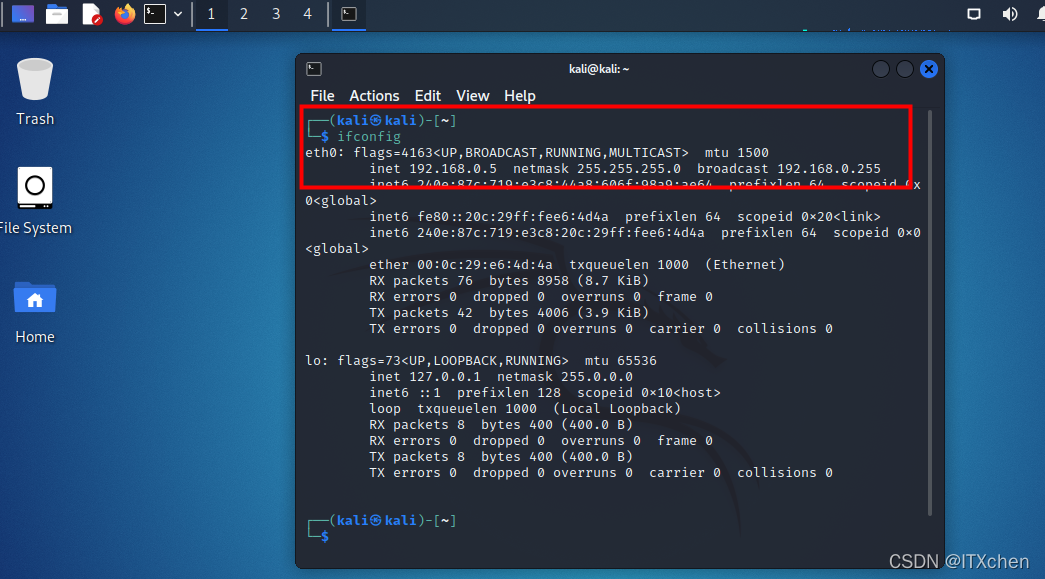 1 2 3 4
Trash
File System
Home
kali@kali: ~
File Actions Edit View Help
┌──(kali㉿kali)-[~]
└─$ ifconfig
eth0: flags=4163<UP,BROADCAST,RUNNING,MULTICAST>  mtu 1500
        inet 192.168.0.5  netmask 255.255.255.0  broadcast 192.168.0.255
        inet6 240e:87c:719:e3c8:44a8:606f:98a9:ae64  prefixlen 64  scopeid 0x
0<global>
        inet6 fe80::20c:29ff:fee6:4d4a  prefixlen 64  scopeid 0x20<link>
        inet6 240e:87c:719:e3c8:20c:29ff:fee6:4d4a  prefixlen 64  scopeid 0x0
<global>
        ether 00:0c:29:e6:4d:4a  txqueuelen 1000  (Ethernet)
        RX packets 76  bytes 8958 (8.7 KiB)
        RX errors 0  dropped 0  overruns 0  frame 0
        TX packets 42  bytes 4006 (3.9 KiB)
        TX errors 0  dropped 0 overruns 0  carrier 0  collisions 0
lo: flags=73<UP,LOOPBACK,RUNNING>  mtu 65536
        inet 127.0.0.1  netmask 255.0.0.0
        inet6 ::1  prefixlen 128  scopeid 0x10<host>
        loop  txqueuelen 1000  (Local Loopback)
        RX packets 8  bytes 400 (400.0 B)
        RX errors 0  dropped 0  overruns 0  frame 0
        TX packets 8  bytes 400 (400.0 B)
        TX errors 0  dropped 0 overruns 0  carrier 0  collisions 0
┌──(kali㉿kali)-[~]
└─$
CSDN @ITXchen